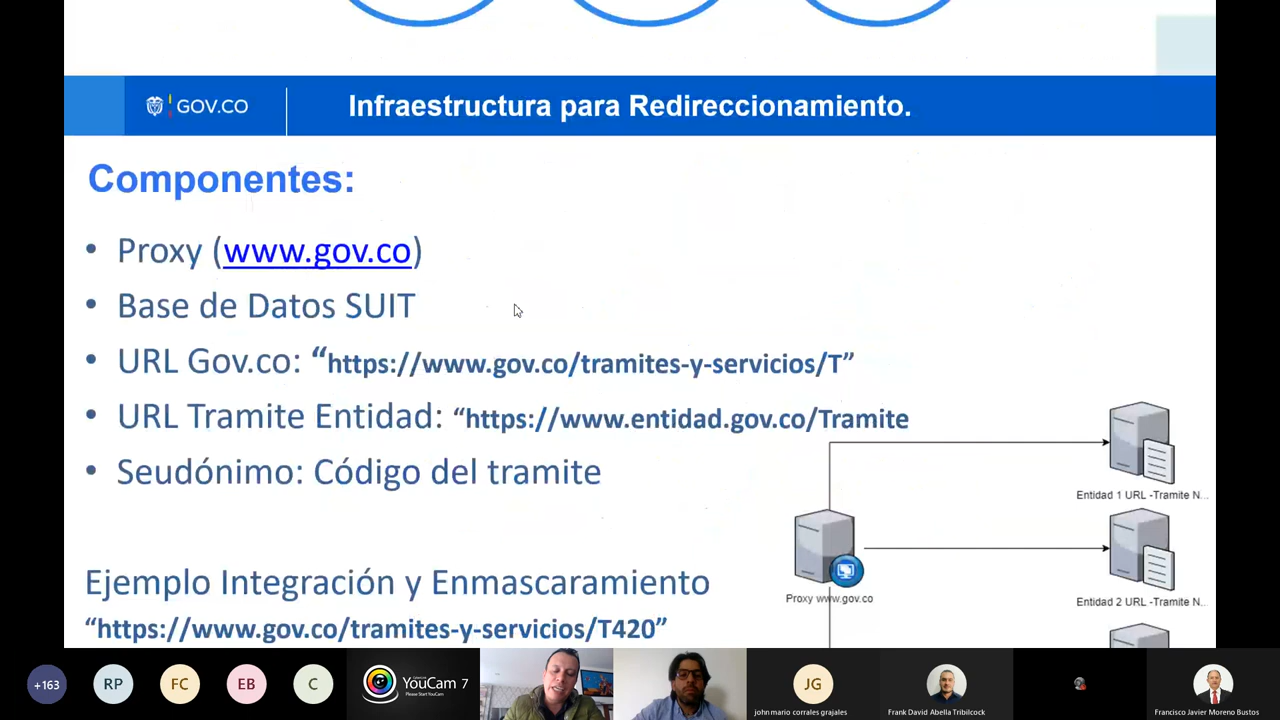 GOV.CO
Infraestructura para Redireccionamiento.
Componentes:
• Proxy (www.gov.co)
• Base de Datos SUIT
• URL Gov.co: “https://www.gov.co/tramites-y-servicios/T”
• URL Tramite Entidad: “https://www.entidad.gov.co/Tramite
• Seudónimo: Código del tramite
Entidad 1 URL -Tramite N...
Proxy www.gov.co
Entidad 2 URL -Tramite N...
Ejemplo Integración y Enmascaramiento
“https://www.gov.co/tramites-y-servicios/T420”
+163
RP
FC
EB
C
YouCam 7
Please Start YouCam
JG
john mario corrales grajales
Frank David Abella Tribilcock
Francisco Javier Moreno Bustos